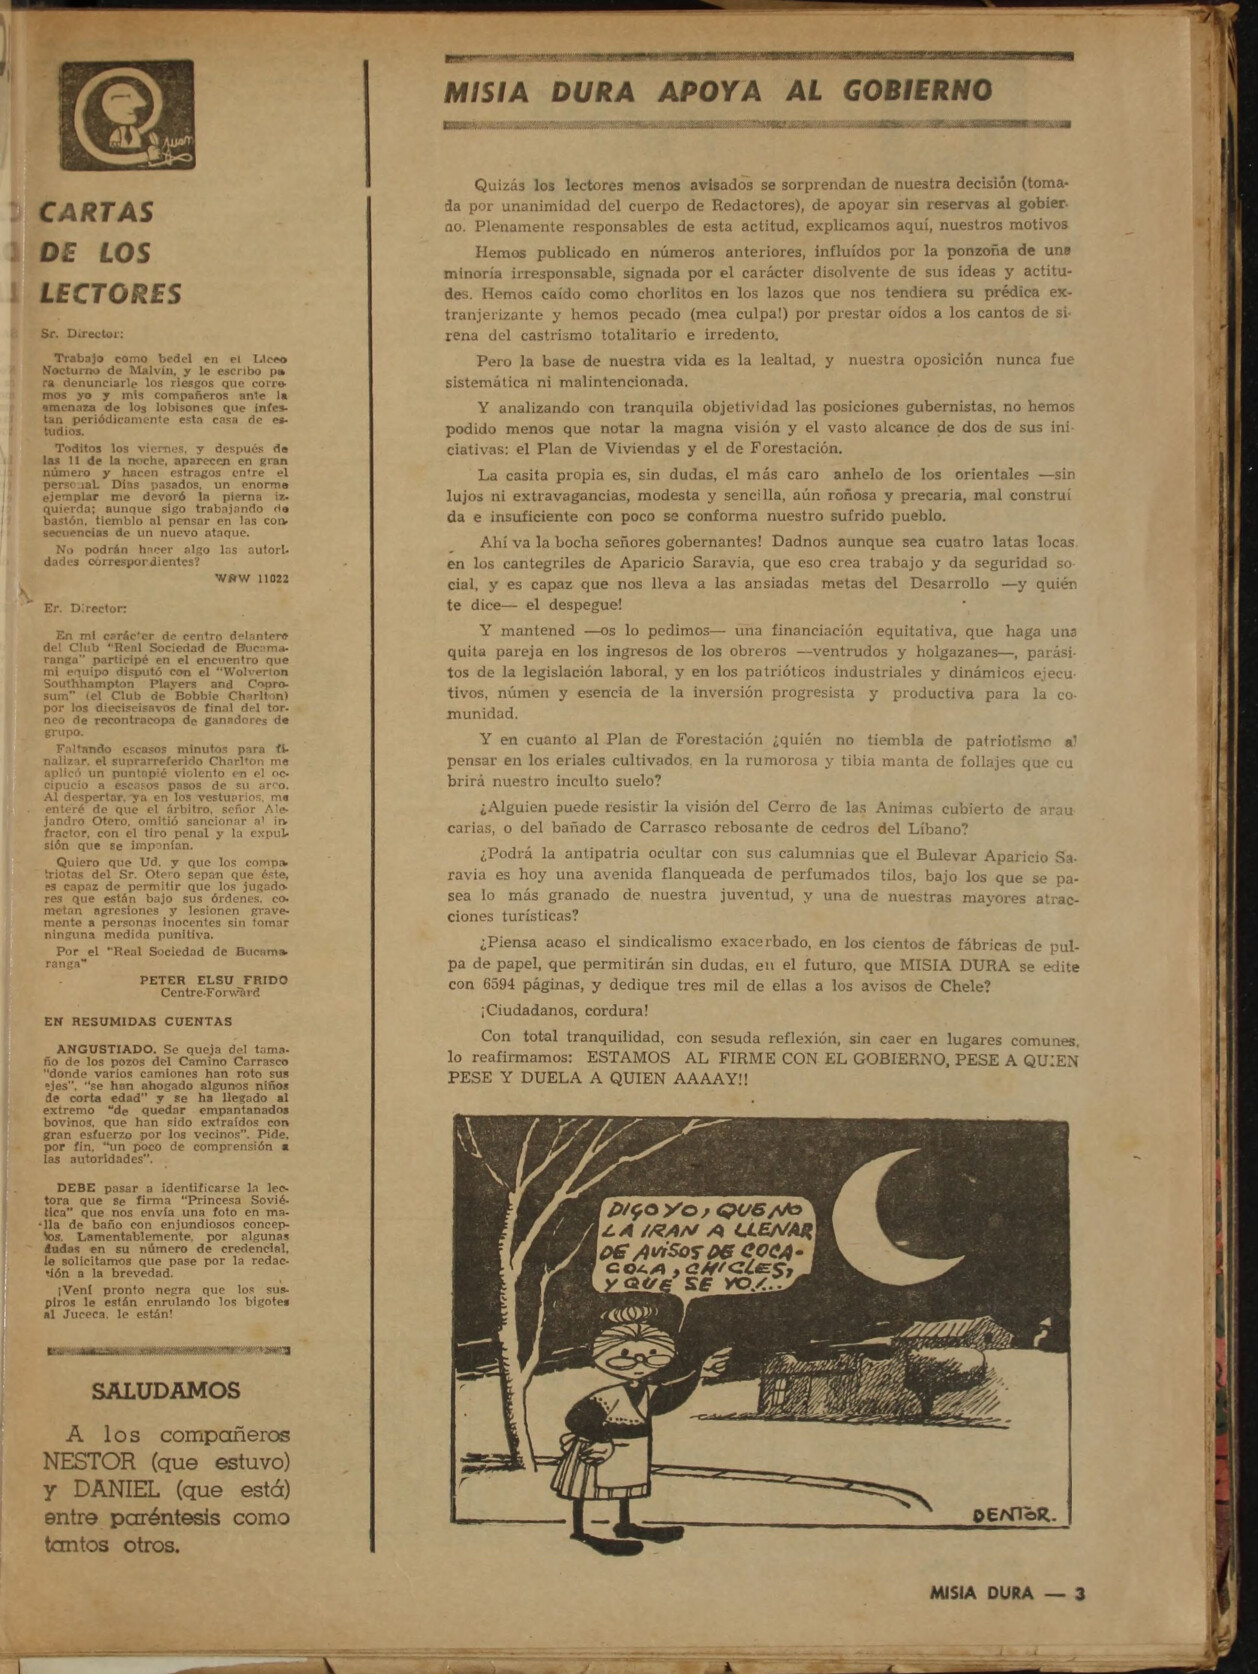 Juan
CARTAS
DE LOS
LECTORES
Sr. Director:
Trabajo como bedel en el Liceo
Nocturno de Malvín, y le escribo pa
ra denunciarle los riesgos que corre
mos yo y mis compañeros ante la
amenaza de los lobisones que infes-
tan periódicamente esta casa de es-
tudios.
Toditos los viernes, y después de
las 11 de la noche, aparecen en gran
número y hacen estragos entre el
personal. Días pasados, un enorme
ejemplar me devoró la pierna iz-
quierda; aunque sigo trabajando de
bastón, tiemblo al pensar en las con-
secuencias de un nuevo ataque.
No podrán hacer algo las autori-
dades correspondientes?
WRW 11022
Er. Director:
En mi carácter de centro delantero
del Club "Real Sociedad de Bucama-
ranga" participé en el encuentro que
mi equipo disputó con el "Wolverion
Southhampton Players and Copro-
sum" (el Club de Bobbie Charlton)
por los dieciseisavos de final del tor-
neo de recontracopa de ganadores de
grupo.
Faltando escasos minutos para fi-
nalizar, el suprarreferido Charlton me
aplicó un puntapié violento en el oc-
cipucio a escasos pasos de su arco.
Al despertar, ya en los vestuarios, me
enteré de que el árbitro, señor Ale-
jandro Otero, omitió sancionar al in-
fractor, con el tiro penal y la expul-
sión que se imponían.
Quiero que Ud. y que los compa-
triotas del Sr. Otero sepan que éste,
es capaz de permitir que los jugado-
res que están bajo sus órdenes, co-
metan agresiones y lesionen grave-
mente a personas inocentes sin tomar
ninguna medida punitiva.
Por el "Real Sociedad de Bucama-
ranga"
PETER ELSU FRIDO
Centre-Forward
EN RESUMIDAS CUENTAS
ANGUSTIADO. Se queja del tama-
ño de los pozos del Camino Carrasco
"donde varios camiones han roto sus
ejes", "se han ahogado algunos niños
de corta edad" y se ha llegado al
extremo "de quedar empantanados
bovinos, que han sido extraídos con
gran esfuerzo por los vecinos". Pide,
por fin, "un poco de comprensión a
las autoridades".
DEBE pasar a identificarse la lec-
tora que se firma "Princesa Sovié-
tica" que nos envía una foto en ma-
lla de baño con enjundiosos concep-
tos. Lamentablemente, por algunas
dudas en su número de credencial,
le solicitamos que pase por la redac-
ción a la brevedad.
¡Vení pronto negra que los sus-
piros le están enrulando los bigotes
al Juceca, le están!
SALUDAMOS
A los compañeros
NESTOR (que estuvo)
y DANIEL (que está)
entre paréntesis como
tantos otros.
MISIA DURA APOYA AL GOBIERNO
Quizás los lectores menos avisados se sorprendan de nuestra decisión (toma-
da por unanimidad del cuerpo de Redactores), de apoyar sin reservas al gobier-
no. Plenamente responsables de esta actitud, explicamos aquí, nuestros motivos
Hemos publicado en números anteriores, influídos por la ponzoña de una
minoría irresponsable, signada por el carácter disolvente de sus ideas y actitu-
des. Hemos caído como chorlitos en los lazos que nos tendiera su prédica ex-
tranjerizante y hemos pecado (mea culpa!) por prestar oídos a los cantos de si-
rena del castrismo totalitario e irredento.
Pero la base de nuestra vida es la lealtad, y nuestra oposición nunca fue
sistemática ni malintencionada.
Y analizando con tranquila objetividad las posiciones gubernistas, no hemos
podido menos que notar la magna visión y el vasto alcance de dos de sus ini-
ciativas: el Plan de Viviendas y el de Forestación.
La casita propia es, sin dudas, el más caro anhelo de los orientales —sin
lujos ni extravagancias, modesta y sencilla, aún roñosa y precaria, mal construi
da e insuficiente con poco se conforma nuestro sufrido pueblo.
Ahí va la bocha señores gobernantes! Dadnos aunque sea cuatro latas locas,
en los cantegriles de Aparicio Saravia, que eso crea trabajo y da seguridad so
cial, y es capaz que nos lleva a las ansiadas metas del Desarrollo —y quién
te dice— el despegue!
Y mantened —os lo pedimos— una financiación equitativa, que haga una
quita pareja en los ingresos de los obreros —ventrudos y holgazanes—, parási-
tos de la legislación laboral, y en los patrióticos industriales y dinámicos ejecu-
tivos, númen y esencia de la inversión progresista y productiva para la co-
munidad.
Y en cuanto al Plan de Forestación ¿quién no tiembla de patriotismo al
pensar en los eriales cultivados, en la rumorosa y tibia manta de follajes que cu
brirá nuestro inculto suelo?
¿Alguien puede resistir la visión del Cerro de las Animas cubierto de arau
carias, o del bañado de Carrasco rebosante de cedros del Líbano?
¿Podrá la antipatria ocultar con sus calumnias que el Bulevar Aparicio Sa-
ravia es hoy una avenida flanqueada de perfumados tilos, bajo los que se pa-
sea lo más granado de nuestra juventud, y una de nuestras mayores atrac-
ciones turísticas?
¿Piensa acaso el sindicalismo exacerbado, en los cientos de fábricas de pul-
pa de papel, que permitirán sin dudas, en el futuro, que MISIA DURA se edite
con 6594 páginas, y dedique tres mil de ellas a los avisos de Chele?
¡Ciudadanos, cordura!
Con total tranquilidad, con sesuda reflexión, sin caer en lugares comunes,
lo reafirmamos: ESTAMOS AL FIRME CON EL GOBIERNO, PESE A QUIEN
PESE Y DUELA A QUIEN AAAAY!!
DIGO YO, QUE NO
LA IRAN A LLENAR
DE AVISOS DE COCA-
COLA, CHICLES,
Y QUE SE YO!...
DENTOR.
MISIA DURA — 3